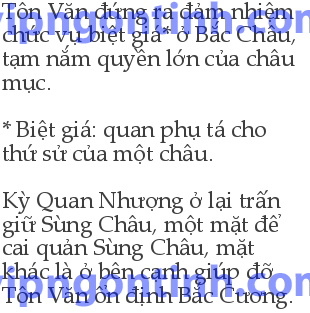 Tôn Văn đứng ra đảm nhiệm
chức vụ biệt giá* ở Bắc Châu,
tạm nắm quyền lớn của châu
mục.
* Biệt giá: quan phụ tá cho
thứ sử của một châu.
Kỳ Quan Nhượng ở lại trấn
giữ Sùng Châu, một mặt để
cai quản Sùng Châu, mặt
khác là ở bên cạnh giúp đỡ
Tôn Văn ổn định Bắc Cương.